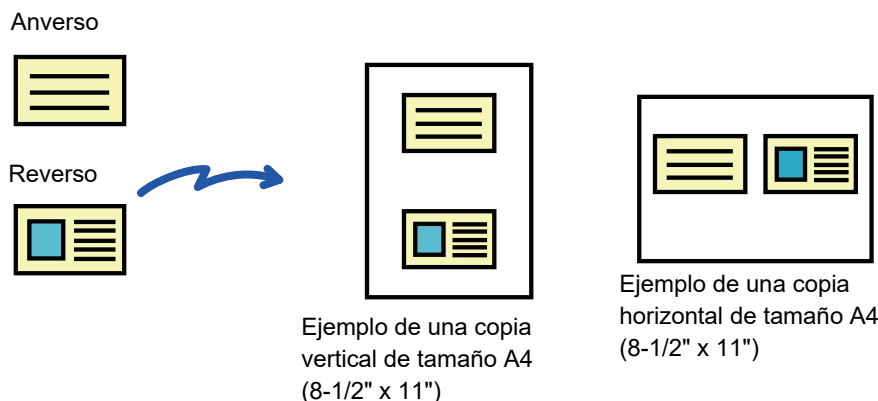 Anverso
Reverso
Ejemplo de una copia
vertical de tamaño A4
(8-1/2" x 11")
Ejemplo de una copia
horizontal de tamaño A4
(8-1/2" x 11")